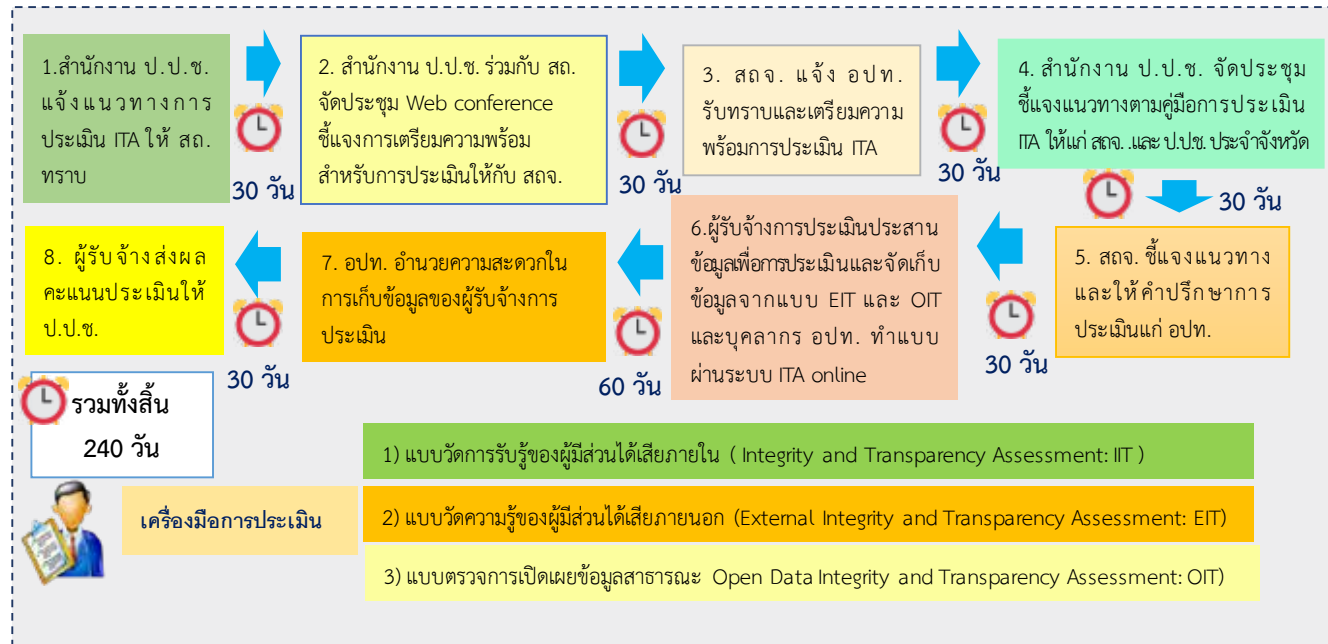 1.สำนักงาน ป.ป.ช.
แจ้งแนวทางการ
ประเมิน ITA ให้ สถ.
ทราบ
30 วัน
2. สำนักงาน ป.ป.ช. ร่วมกับ สถ.
จัดประชุม Web conference
ชี้แจงการเตรียมความพร้อม
สำหรับการประเมินให้กับ สถจ.
30 วัน
3. สถจ. แจ้ง อปท.
รับทราบและเตรียมความ
พร้อมการประเมิน ITA
30 วัน
4. สำนักงาน ป.ป.ช. จัดประชุม
ชี้แจงแนวทางตามคู่มือการประเมิน
ITA ให้แก่ สถจ. .และ ป.ป.ช. ประจำจังหวัด
30 วัน
5. สถจ. ชี้แจงแนวทาง
และให้คำปรึกษาการ
ประเมินแก่ อปท.
30 วัน
6.ผู้รับจ้างการประเมินประสาน
ข้อมูลเพื่อการประเมินและจัดเก็บ
ข้อมูลจากแบบ EIT และ OIT
และบุคลากร อปท. ทำแบบ
ผ่านระบบ ITA online
60 วัน
7. อปท. อำนวยความสะดวกใน
การเก็บข้อมูลของผู้รับจ้างการ
ประเมิน
30 วัน
8. ผู้รับจ้างส่งผล
คะแนนประเมินให้
ป.ป.ช.
รวมทั้งสิ้น
240 วัน
เครื่องมือการประเมิน
1) แบบวัดการรับรู้ของผู้มีส่วนได้เสียภายใน ( Integrity and Transparency Assessment: IIT )
2) แบบวัดความรู้ของผู้มีส่วนได้เสียภายนอก (External Integrity and Transparency Assessment: EIT)
3) แบบตรวจการเปิดเผยข้อมูลสาธารณะ Open Data Integrity and Transparency Assessment: OIT)